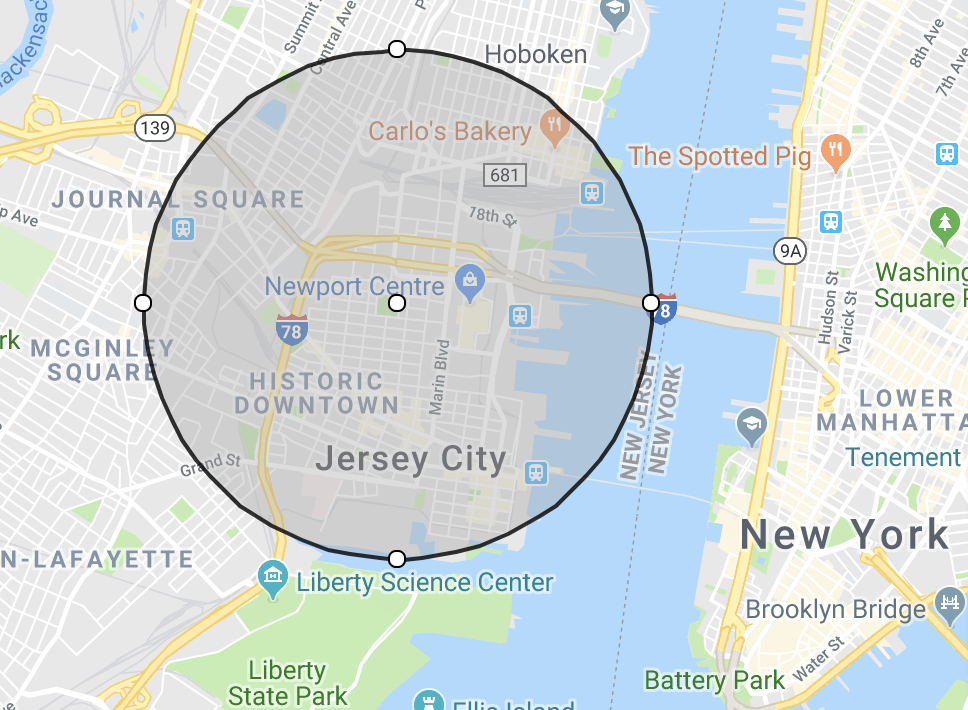 Hackensac
Summit
Central Ave
Hoboken
8th Ave
7th Ave
139
Carlo's Bakery
The Spotted Pig
681
JOURNAL SQUARE
p Ave
18th St
9A
Washing
Square P
Newport Centre
Hudson St
Varick St
8
78
rk
MCGINLEY
SQUARE
Marin Blvd
HISTORIC
DOWNTOWN
NEW JERSEY
NEW YORK
LOWER
MANHATTA
Jersey City
Grand St
Tenement
New York
N-LAFAYETTE
Liberty Science Center
Brooklyn Bridge
Water St
Liberty
State Park
Battery Park
Ellis Island